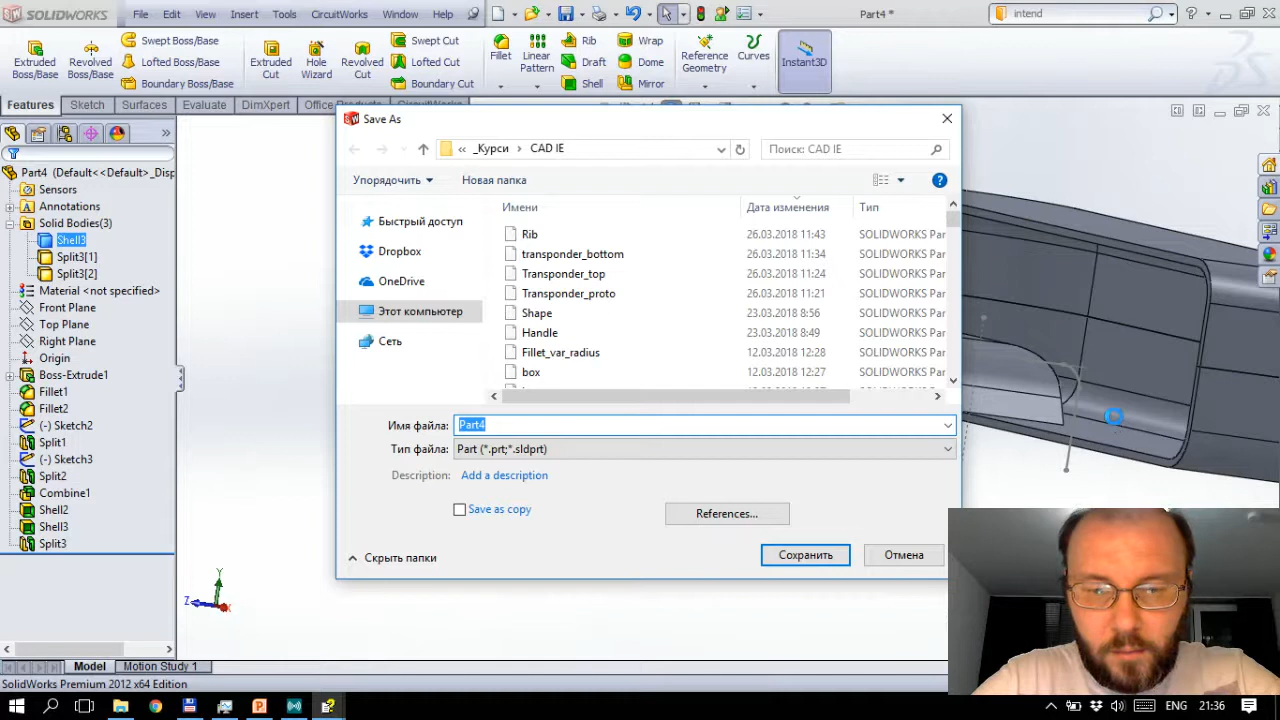 SOLIDWORKS File Edit View Insert Tools CircuitWorks Window Help Part4 * intend
Extruded Boss/Base
Revolved Boss/Base
Swept Boss/Base
Lofted Boss/Base
Boundary Boss/Base
Extruded Cut
Hole Wizard
Revolved Cut
Swept Cut
Lofted Cut
Boundary Cut
Fillet
Linear Pattern
Rib
Draft
Shell
Wrap
Dome
Mirror
Reference Geometry
Curves
Instant3D
Features Sketch Surfaces Evaluate DimXpert Office Products CircuitWorks
Part4 (Default<<Default>_Disp
Sensors
Annotations
Solid Bodies(3)
Shell3
Split3[1]
Split3[2]
Material <not specified>
Front Plane
Top Plane
Right Plane
Origin
Boss-Extrude1
Fillet1
Fillet2
(-) Sketch2
Split1
(-) Sketch3
Split2
Combine1
Shell2
Shell3
Split3
Save As
« _Курси › CAD IE
Поиск: CAD IE
Упорядочить Новая папка
Быстрый доступ
Dropbox
OneDrive
Этот компьютер
Сеть
Имени Дата изменения Тип
Rib 26.03.2018 11:43 SOLIDWORKS Par
transponder_bottom 26.03.2018 11:34 SOLIDWORKS Par
Transponder_top 26.03.2018 11:24 SOLIDWORKS Par
Transponder_proto 26.03.2018 11:21 SOLIDWORKS Par
Shape 23.03.2018 8:56 SOLIDWORKS Par
Handle 23.03.2018 8:49 SOLIDWORKS Par
Fillet_var_radius 12.03.2018 12:28 SOLIDWORKS Par
box 12.03.2018 12:27 SOLIDWORKS Par
Имя файла: Part4
Тип файла: Part (*.prt;*.sldprt)
Description: Add a description
Save as copy
References...
Скрыть папки
Сохранить
Отмена
Y
Z
X
Model Motion Study 1
SolidWorks Premium 2012 x64 Edition
ENG 21:36